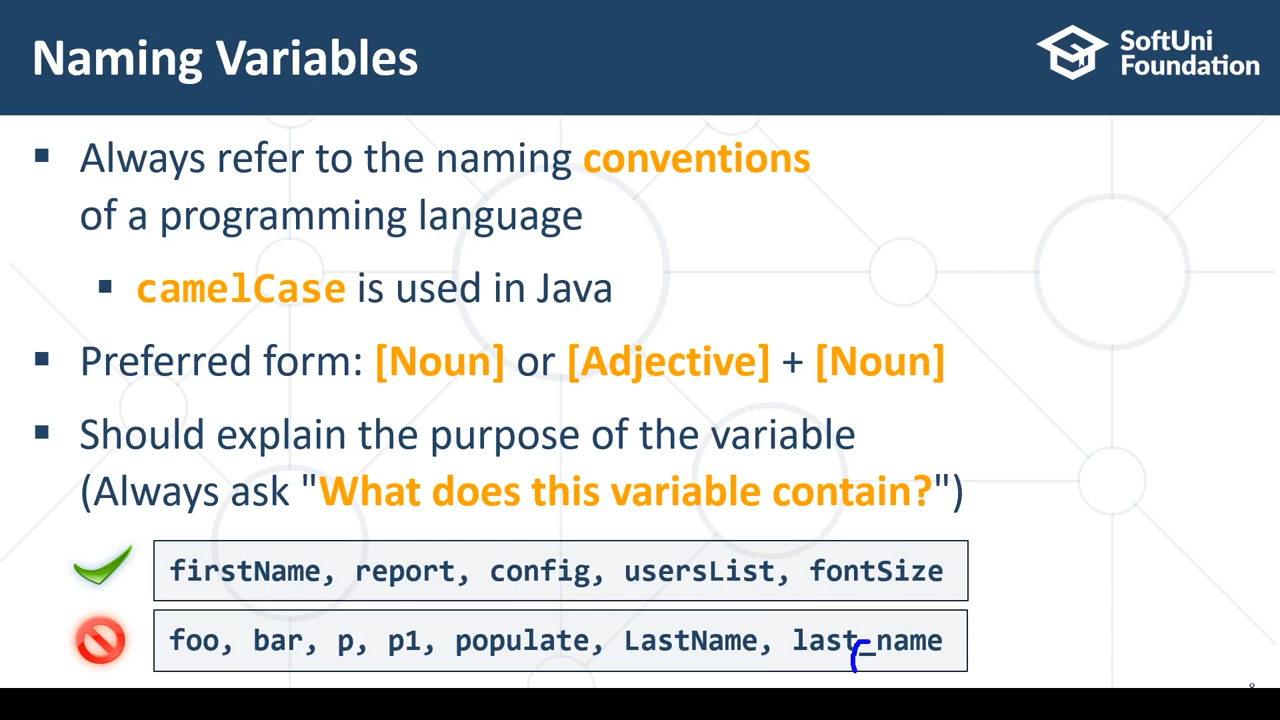 Naming Variables
SoftUni
Foundation
▪ Always refer to the naming conventions
of a programming language
▪ camelCase is used in Java
▪ Preferred form: [Noun] or [Adjective] + [Noun]
▪ Should explain the purpose of the variable
(Always ask "What does this variable contain?")
firstName, report, config, usersList, fontSize
foo, bar, p, p1, populate, LastName, last_name